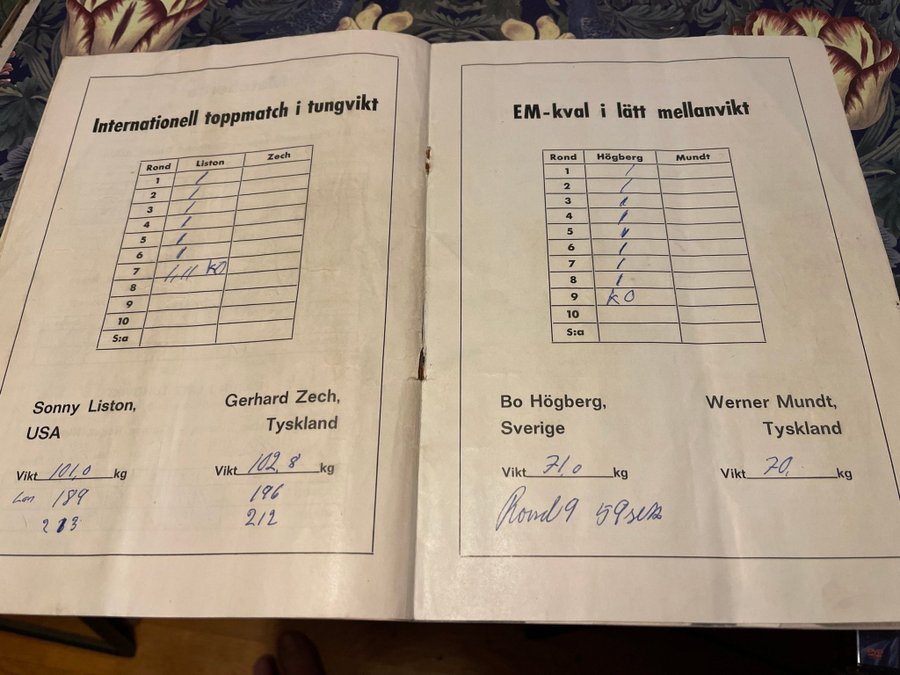 Internationell toppmatch i tungvikt
Rond Liston Zech
1 /
2 /
3 /
4 /
5 /
6 /
7 //// KO
8
9
10
S:a
Sonny Liston,
USA
Gerhard Zech,
Tyskland
Vikt 101,0 kg
189
213
Vikt 102,8 kg
196
212
EM-kval i lätt mellanvikt
Rond Högberg Mundt
1 /
2 /
3 /
4 /
5 /
6 /
7 /
8 /
9 KO
10
S:a
Bo Högberg,
Sverige
Werner Mundt,
Tyskland
Vikt 71,0 kg
Vikt 70,- kg
Rond 9 59 sek